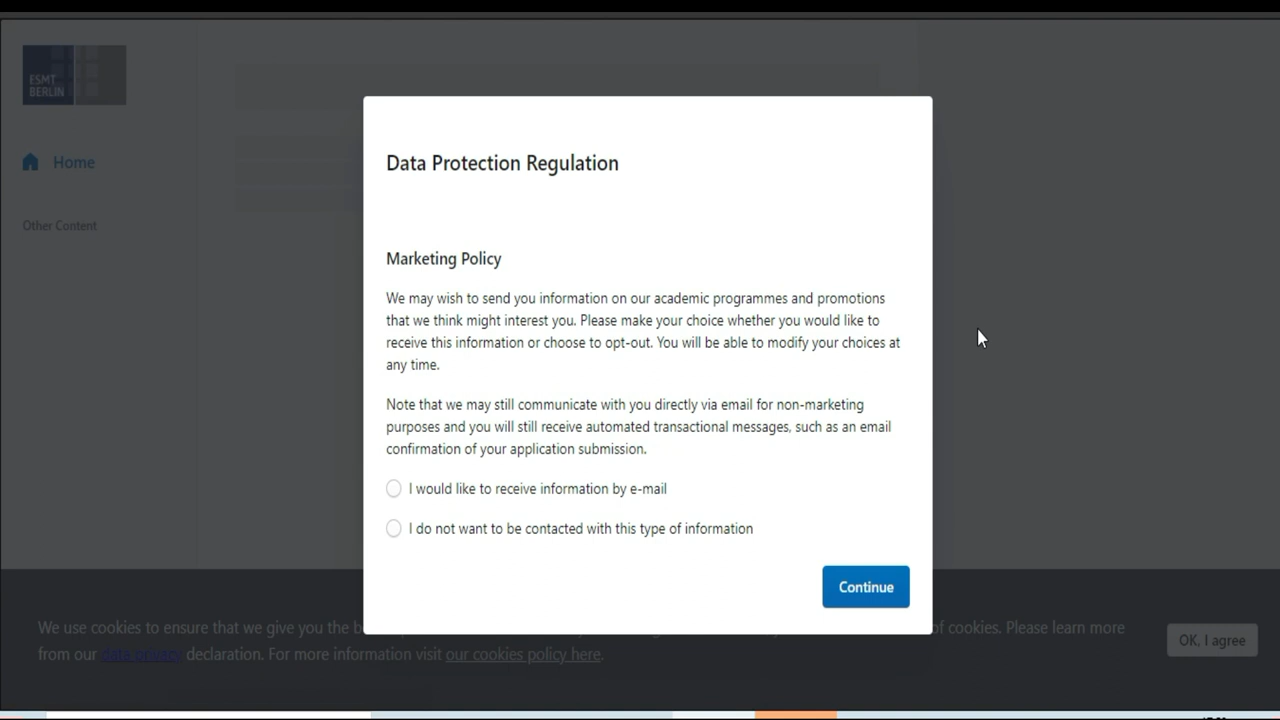 ESMT
BERLIN
Home
Other Content
Data Protection Regulation
Marketing Policy
We may wish to send you information on our academic programmes and promotions
that we think might interest you. Please make your choice whether you would like to
receive this information or choose to opt-out. You will be able to modify your choices at
any time.
Note that we may still communicate with you directly via email for non-marketing
purposes and you will still receive automated transactional messages, such as an email
confirmation of your application submission.
I would like to receive information by e-mail
I do not want to be contacted with this type of information
Continue
We use cookies to ensure that we give you the of cookies. Please learn more
from our data privacy declaration. For more information visit our cookies policy here.
OK, I agree